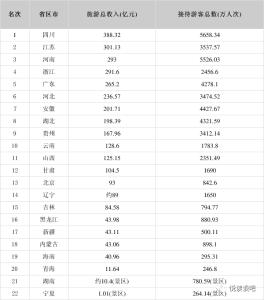 名次 省区市 旅游总收入(亿元) 接待游客总数(万人次)
1 四川 388.32 5658.34
2 江苏 301.13 3537.57
3 河南 293 5526.03
4 浙江 291.6 2456.6
5 广东 265.2 4278.1
6 河北 236.57 3474.52
7 安徽 201.71 4427.67
8 湖北 198.39 4321.59
9 贵州 167.96 3412.14
10 云南 128.6 1783.8
11 山西 125.15 2351.49
12 甘肃 104.5 1690
13 北京 93 842.6
14 辽宁 约89 1650
15 吉林 84.58 794.77
16 黑龙江 43.98 880.93
17 新疆 43.11 500.11
18 内蒙古 43.06 898.1
19 海南 40.96 295.31
20 青海 11.64 246.8
21 湖南 约10.4(景区) 780.59(景区)
22 宁夏 1.01(景区) 264.14(景区)